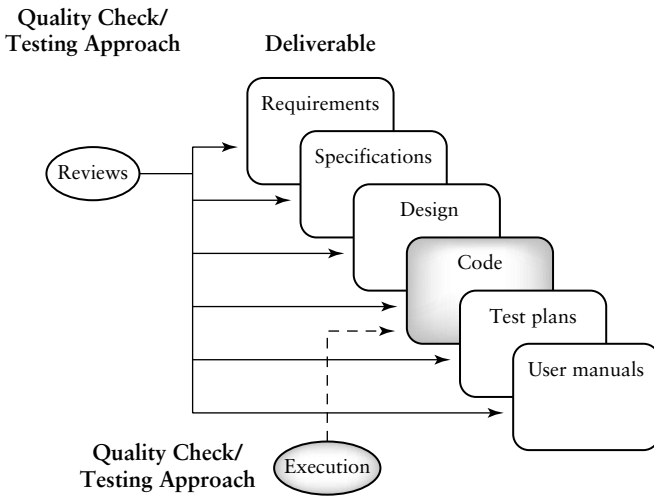 Quality Check/
Testing Approach
Deliverable
Requirements
Specifications
Reviews
Design
Code
Test plans
User manuals
Quality Check/
Testing Approach
Execution